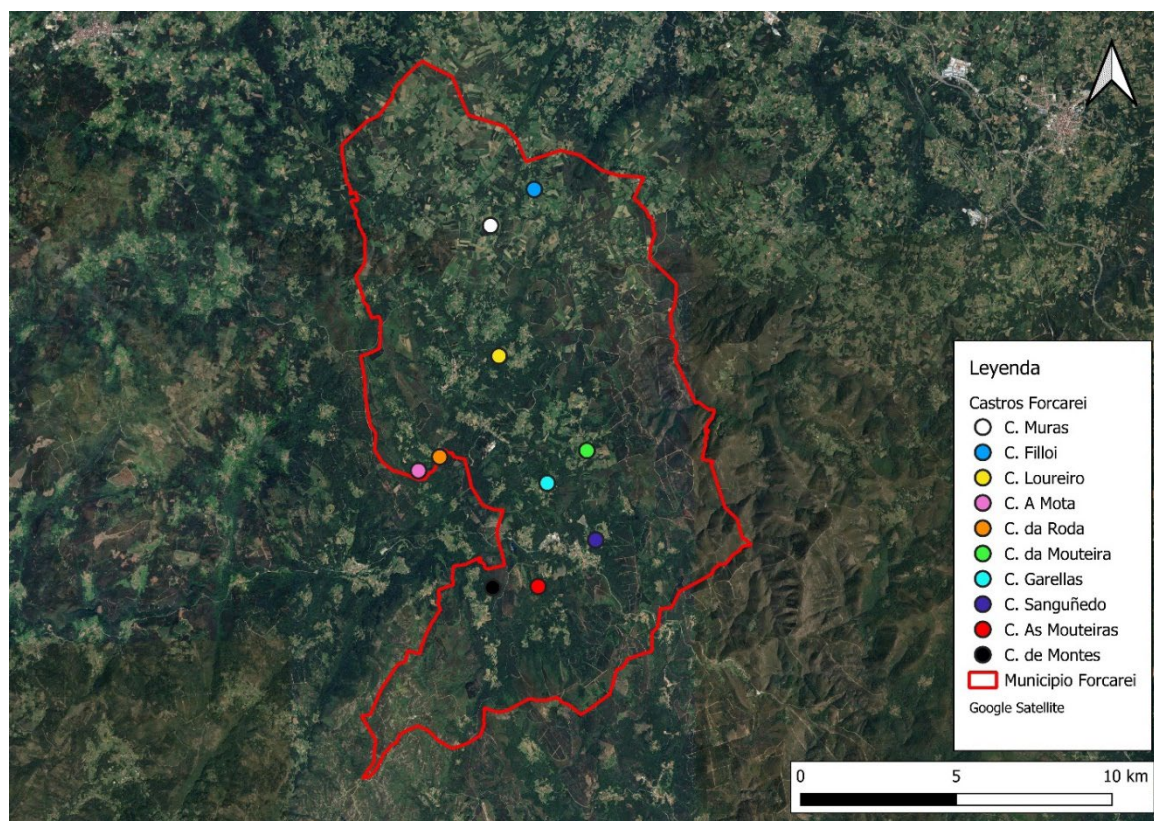 Leyenda
Castros Forcarei
C. Muras
C. Filloi
C. Loureiro
C. A Mota
C. da Roda
C. da Mouteira
C. Garellas
C. Sanguñedo
C. As Mouteiras
C. de Montes
Municipio Forcarei
Google Satellite
0 5 10 km